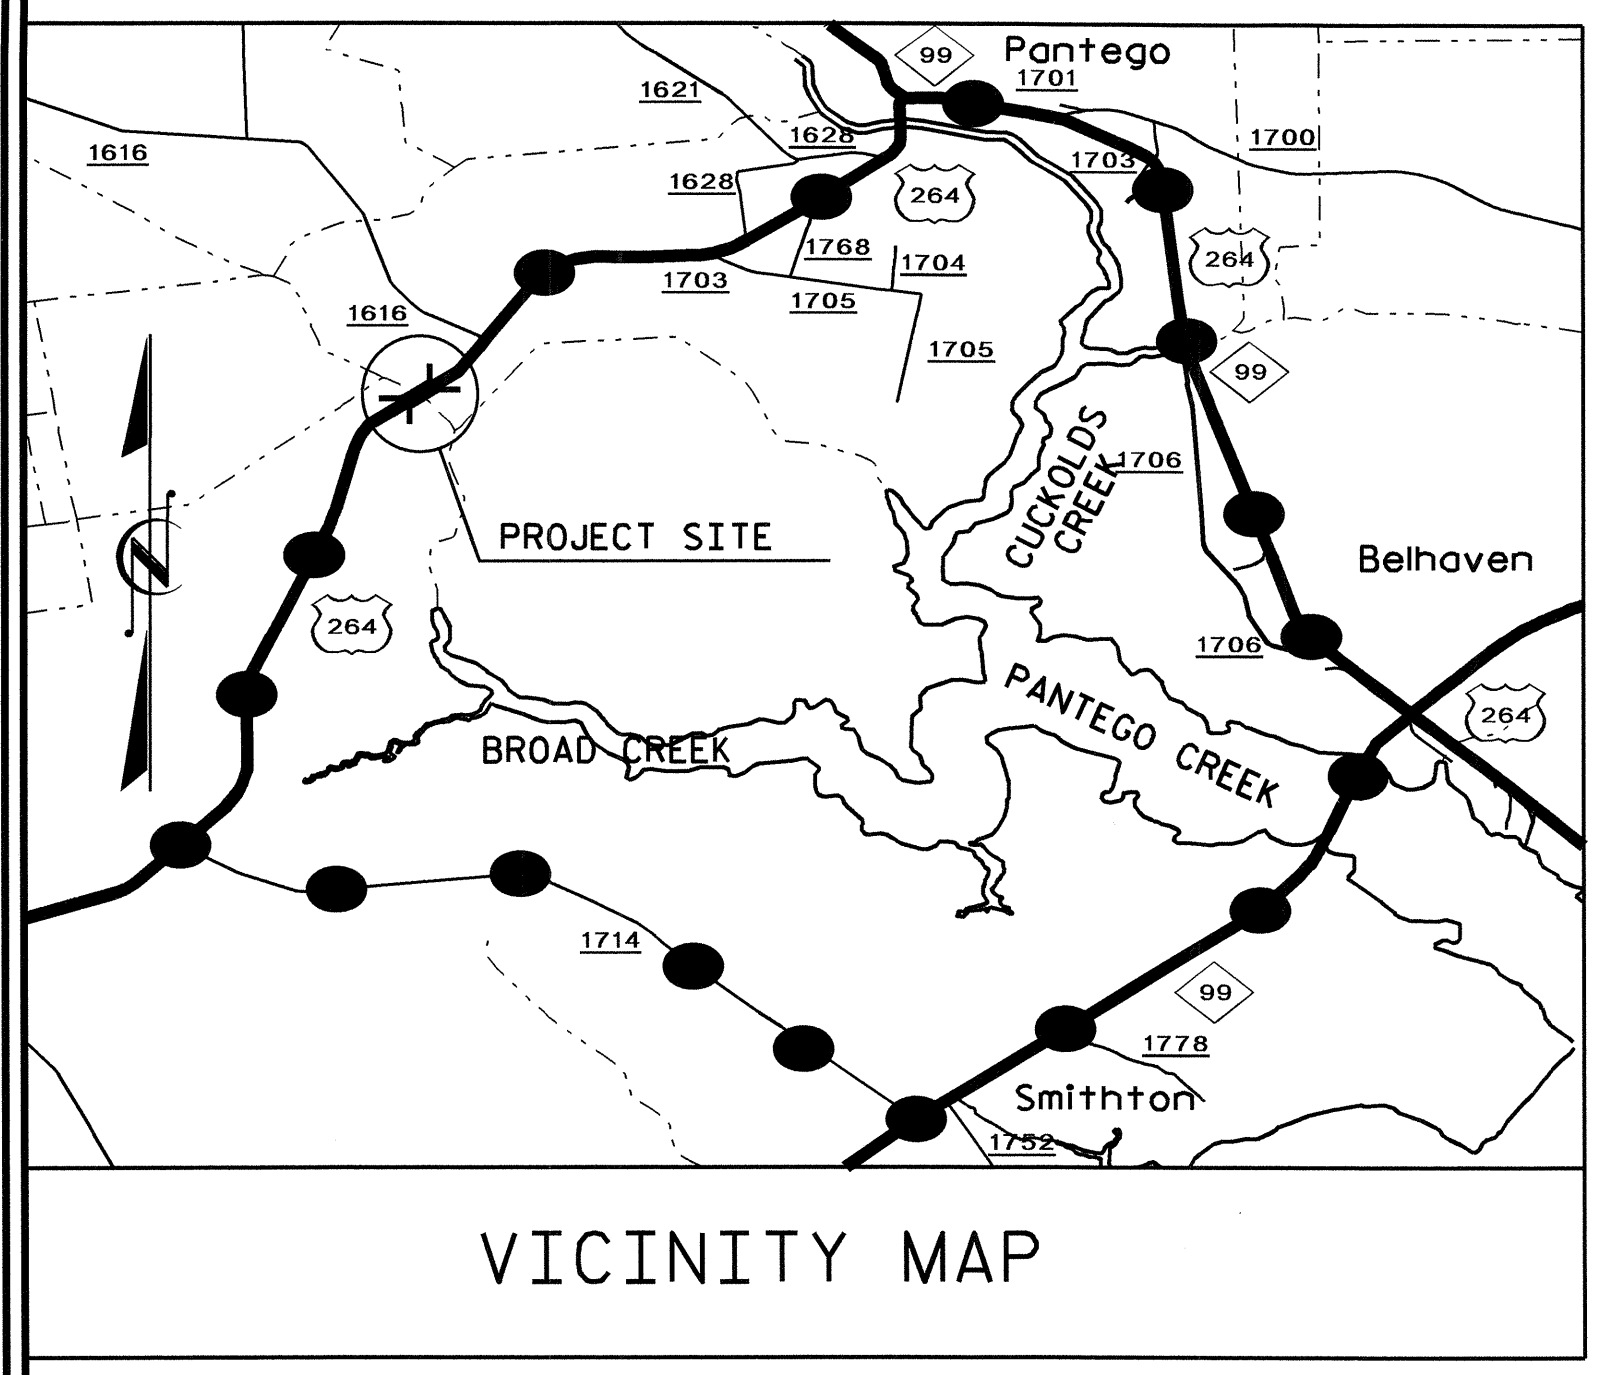 99
Pantego
1701
1621
1628
1700
1616
1703
1628
264
1768
264
1704
1703
1705
1616
1705
99
CUCKOLDS
CREEK
1706
PROJECT SITE
Belhaven
N
264
1706
PANTEGO CREEK
264
BROAD CREEK
1714
99
1778
Smithton
1752
VICINITY MAP